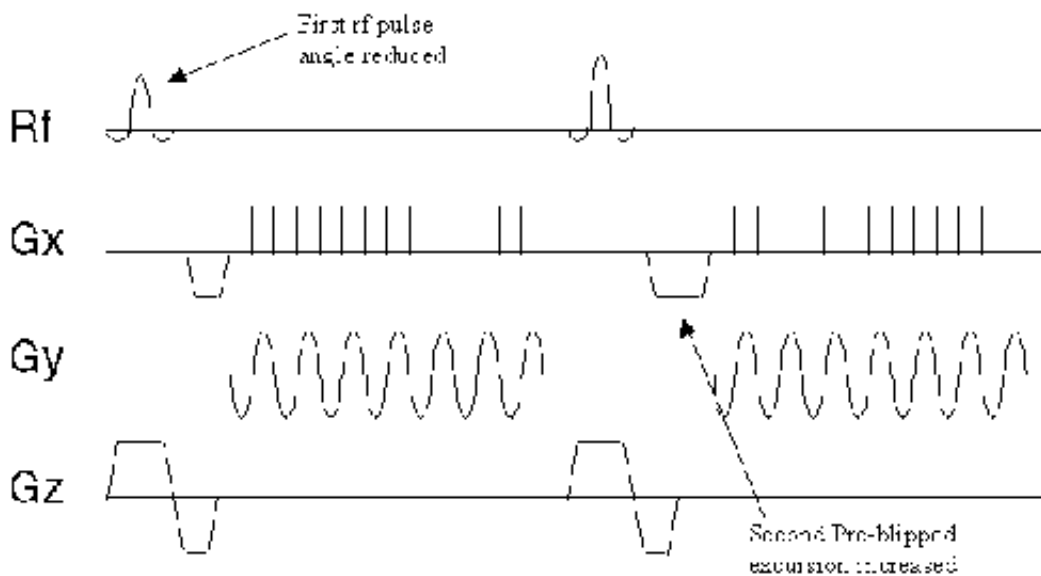 First rf pulse
angle reduced
Rf
Gx
Gy
Gz
Second Pre-blipped
excursion increased